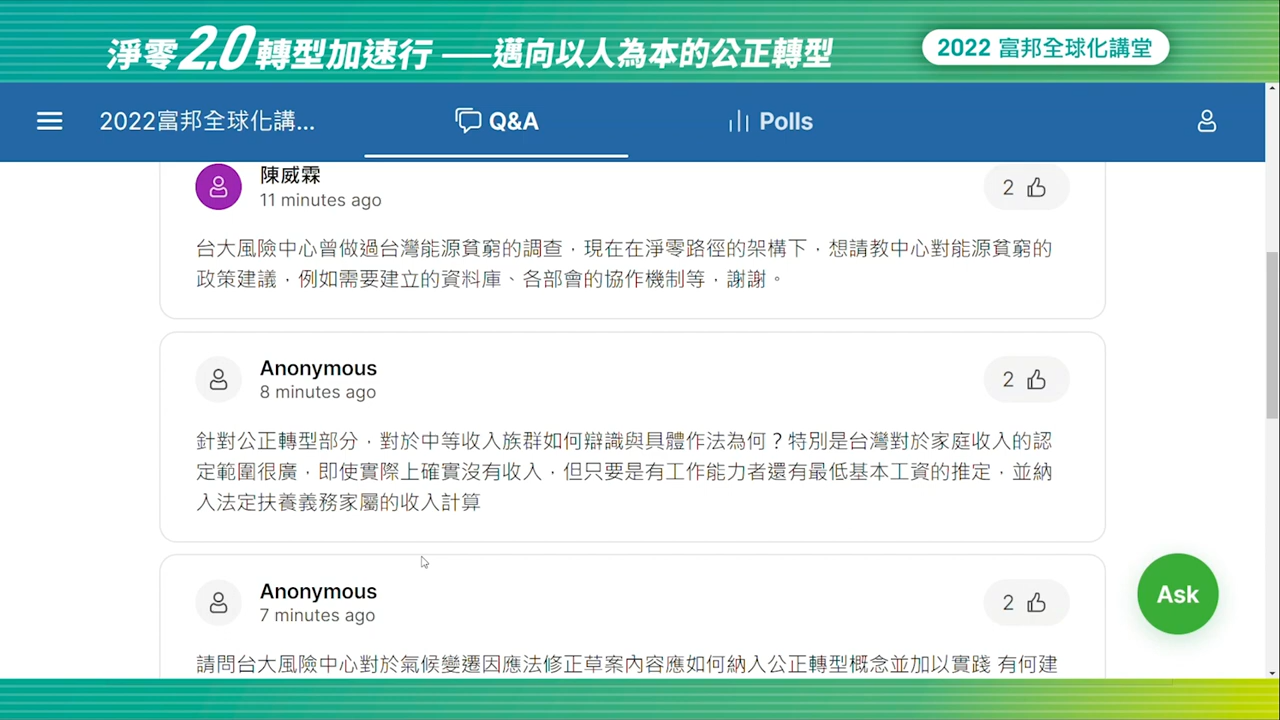 淨零2.0轉型加速行——邁向以人為本的公正轉型
2022 富邦全球化講堂
2022富邦全球化講...
Q&A
Polls
陳威霖
11 minutes ago
2
台大風險中心曾做過台灣能源貧窮的調查，現在在淨零路徑的架構下，想請教中心對能源貧窮的
政策建議，例如需要建立的資料庫、各部會的協作機制等，謝謝。
Anonymous
8 minutes ago
2
針對公正轉型部分，對於中等收入族群如何辯識與具體作法為何？特別是台灣對於家庭收入的認
定範圍很廣，即使實際上確實沒有收入，但只要是有工作能力者還有最低基本工資的推定，並納
入法定扶養義務家屬的收入計算
Anonymous
7 minutes ago
2
請問台大風險中心對於氣候變遷因應法修正草案內容應如何納入公正轉型概念並加以實踐 有何建
Ask